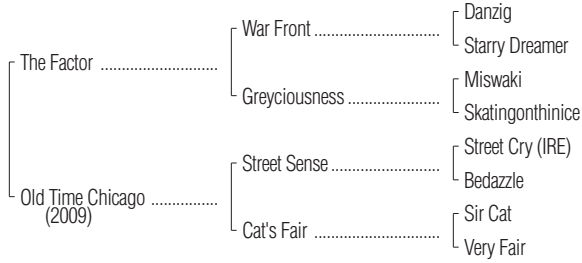 Danzig
War Front
Starry Dreamer
The Factor
Miswaki
Greyciousness
Skatingonthinice
Street Cry (IRE)
Street Sense
Bedazzle
Old Time Chicago
(2009)
Sir Cat
Cat's Fair
Very Fair